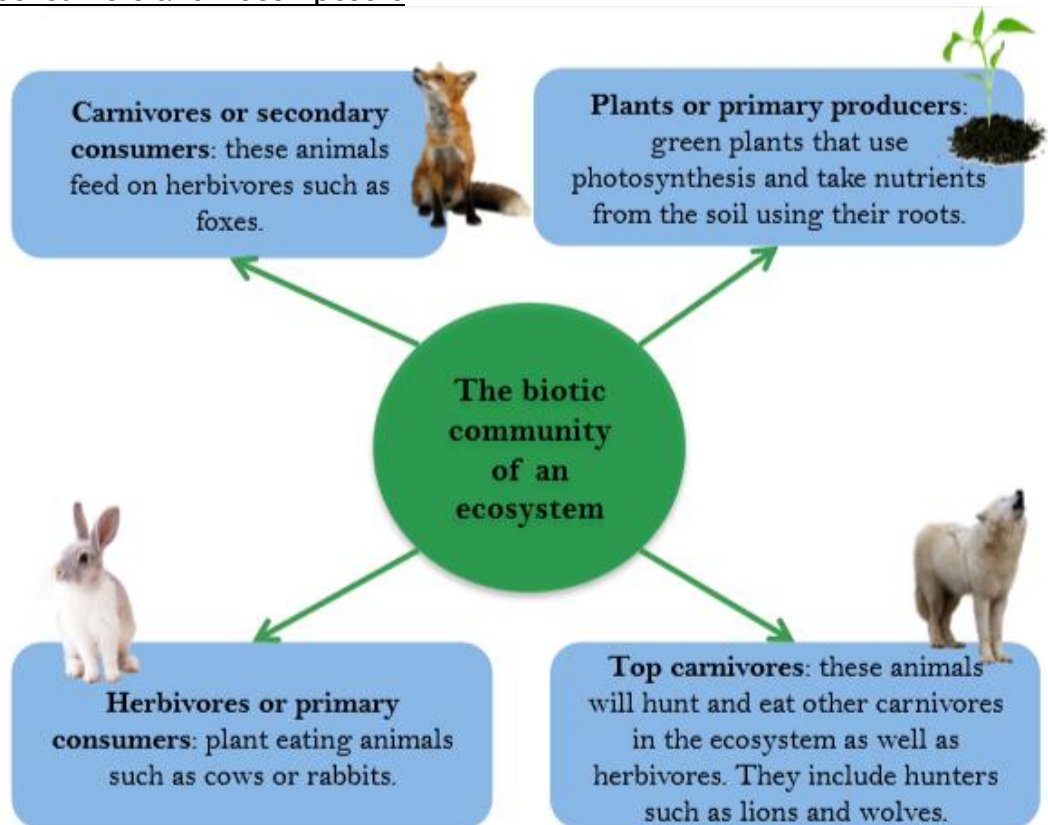 Carnivores or secondary
consumers: these animals
feed on herbivores such as
foxes.
Plants or primary producers:
green plants that use
photosynthesis and take nutrients
from the soil using their roots.
The biotic
community
of an
ecosystem
Herbivores or primary
consumers: plant eating animals
such as cows or rabbits.
Top carnivores: these animals
will hunt and eat other carnivores
in the ecosystem as well as
herbivores. They include hunters
such as lions and wolves.